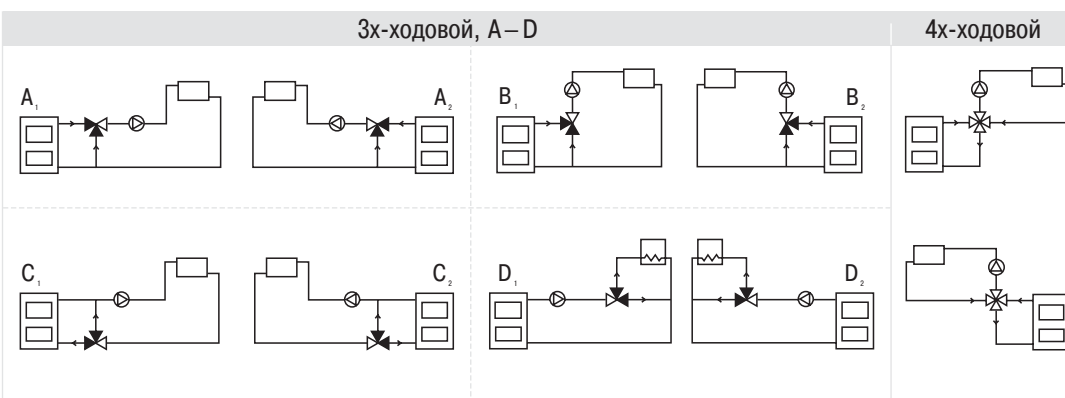 3х-ходовой, A – D
4х-ходовой
A₁
A₂
B₁
B₂
C₁
C₂
D₁
D₂